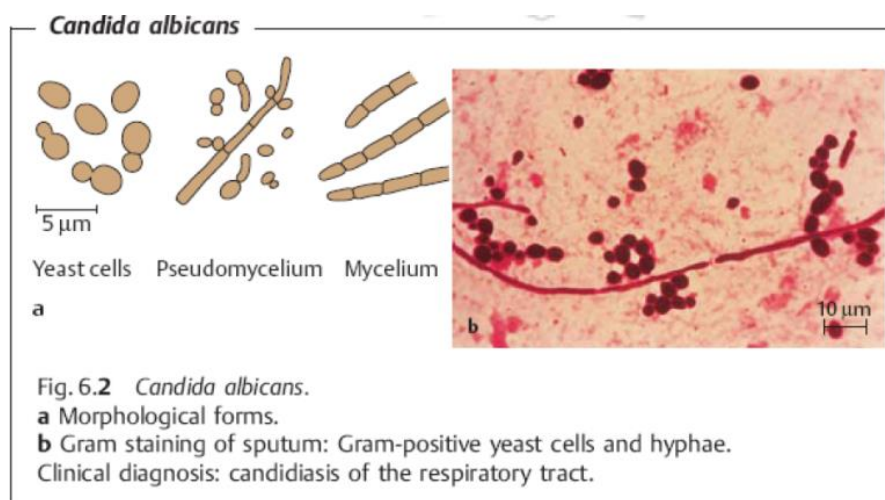 Candida albicans
5 µm
Yeast cells Pseudomycelium Mycelium
a
b
10 µm
Fig. 6.2 Candida albicans.
a Morphological forms.
b Gram staining of sputum: Gram-positive yeast cells and hyphae.
Clinical diagnosis: candidiasis of the respiratory tract.